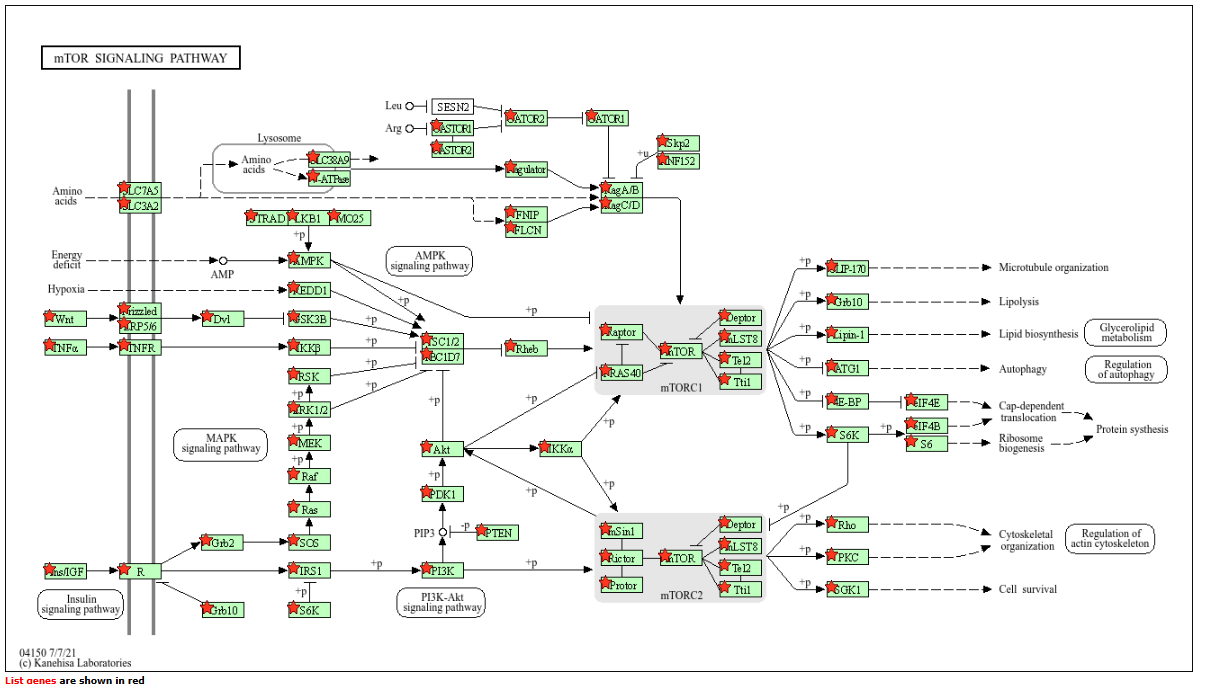 mTOR SIGNALING PATHWAY
Leu
SESN2
GATOR2
GATOR1
Arg
CASTOR1
CASTOR2
Lysosome
Amino
acids
SLC38A9
V-ATPase
Ragulator
+u
Skp2
RNF152
Amino
acids
SLC7A5
SLC3A2
RagA/B
RagC/D
FNIP
FLCN
STRAD
LKB1
MO25
+p
Energy
deficit
AMP
AMPK
AMPK
signaling pathway
Hypoxia
REDD1
+p
Wnt
Frizzled
LRP5/6
Dvl
GSK3B
+p
TNFα
TNFR
IKKβ
+p
TSC1/2
TBC1D7
Rheb
RSK
+p
+p
ERK1/2
+p
+p
MAPK
signaling pathway
MEK
+p
Raf
Ras
Grb2
SOS
Ins/IGF
R
IRS1
+p
PI3K
+p
Insulin
signaling pathway
Grb10
+p
S6K
PI3K-Akt
signaling pathway
Akt
+p
PDK1
PIP3
-p
PTEN
+p
IKKα
+p
+p
+p
Raptor
PRAS40
mTOR
Deptor
mLST8
Tel2
Tti1
mTORC1
mSin1
Rictor
Protor
mTOR
Deptor
mLST8
Tel2
Tti1
mTORC2
+p
CLIP-170
Microtubule organization
+p
Grb10
Lipolysis
+p
Lipin-1
Lipid biosynthesis
Glycerolipid
metabolism
+p
ATG1
Autophagy
Regulation
of autophagy
+p
4E-BP
eIF4E
Cap-dependent
translocation
+p
S6K
+p
eIF4B
S6
Ribosome
biogenesis
Protein systhesis
+p
+p
Rho
Cytoskeletal
organization
Regulation of
actin cytoskeleton
+p
PKC
+p
SGK1
Cell survival
04150 7/7/21
(c) Kanehisa Laboratories
List genes are shown in red